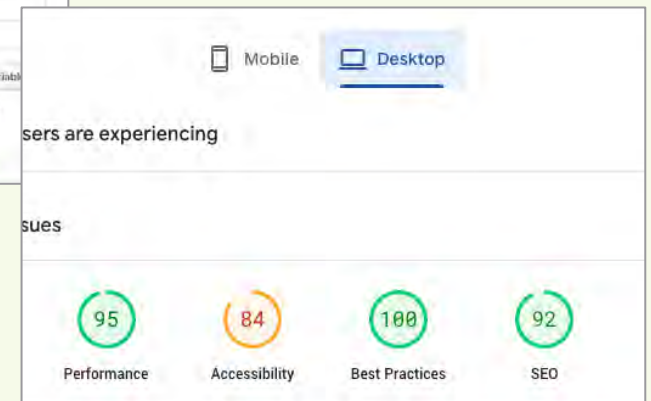 Mobile Desktop
sers are experiencing
sues
95 84 100 92
Performance Accessibility Best Practices SEO